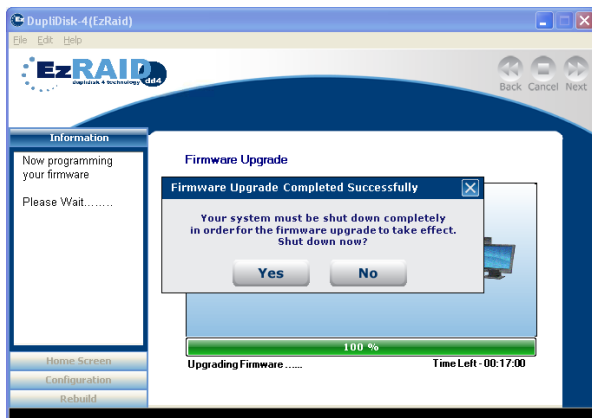 DupliDisk-4(EzRaid)
File Edit Help
EzRAID
duplidisk 4 technology
dd4
Back Cancel Next
Information
Now programming
your firmware
Please Wait........
Firmware Upgrade
Firmware Upgrade Completed Successfully
Your system must be shut down completely
in order for the firmware upgrade to take effect.
Shut down now?
Yes No
100 %
Upgrading Firmware ...... Time Left - 00:17:00
Home Screen
Configuration
Rebuild